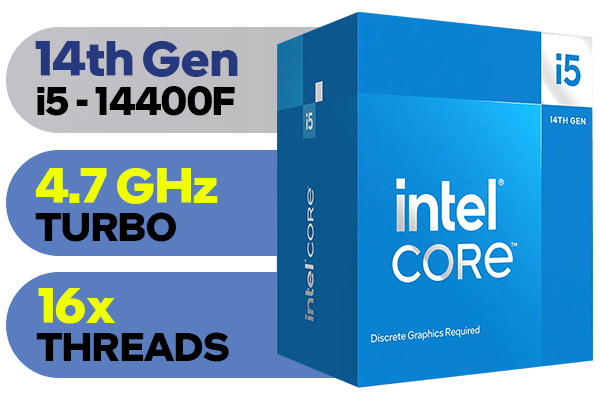 14th Gen
i5 - 14400F
4.7 GHz
TURBO
16x
THREADS
i5
14TH GEN
i5
intel®
CORE™
Discrete Graphics Required
intel
CORE